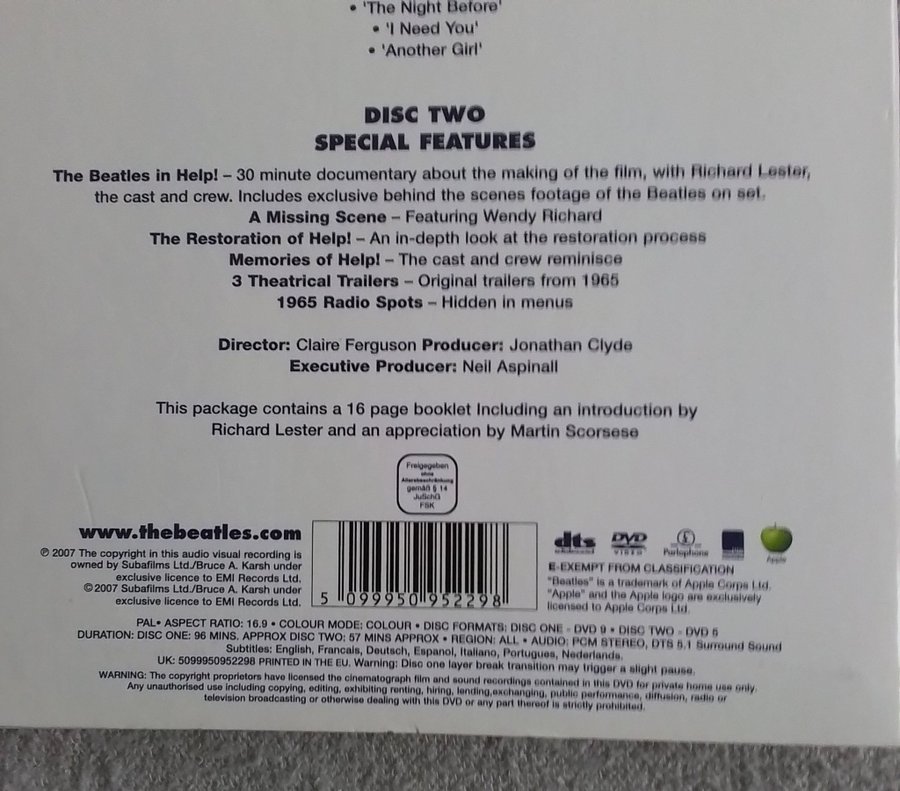 • 'The Night Before'
• 'I Need You'
• 'Another Girl'
DISC TWO
SPECIAL FEATURES
The Beatles in Help! – 30 minute documentary about the making of the film, with Richard Lester,
the cast and crew. Includes exclusive behind the scenes footage of the Beatles on set.
A Missing Scene – Featuring Wendy Richard
The Restoration of Help! – An in-depth look at the restoration process
Memories of Help! – The cast and crew reminisce
3 Theatrical Trailers – Original trailers from 1965
1965 Radio Spots – Hidden in menus
Director: Claire Ferguson Producer: Jonathan Clyde
Executive Producer: Neil Aspinall
This package contains a 16 page booklet Including an introduction by
Richard Lester and an appreciation by Martin Scorsese
Freigegeben
ohne
Altersbeschränkung
gemäß § 14
JuSchG
FSK
www.thebeatles.com
℗ 2007 The copyright in this audio visual recording is
owned by Subafilms Ltd./Bruce A. Karsh under
exclusive licence to EMI Records Ltd.
© 2007 Subafilms Ltd./Bruce A. Karsh under
exclusive licence to EMI Records Ltd.
5 099950 952298
dts
DVD
VIDEO
Parlophone
Apple
E-EXEMPT FROM CLASSIFICATION
"Beatles" is a trademark of Apple Corps Ltd.
"Apple" and the Apple logo are exclusively
licensed to Apple Corps Ltd.
PAL• ASPECT RATIO: 16.9 • COLOUR MODE: COLOUR • DISC FORMATS: DISC ONE - DVD 9 • DISC TWO - DVD 5
DURATION: DISC ONE: 96 MINS. APPROX DISC TWO: 57 MINS APPROX • REGION: ALL • AUDIO: PCM STEREO, DTS 5.1 Surround Sound
Subtitles: English, Francais, Deutsch, Espanol, Italiano, Portugues, Nederlands.
UK: 5099950952298 PRINTED IN THE EU. Warning: Disc one layer break transition may trigger a slight pause.
WARNING: The copyright proprietors have licensed the cinematograph film and sound recordings contained in this DVD for private home use only.
Any unauthorised use including copying, editing, exhibiting renting, hiring, lending,exchanging, public performance, diffusion, radio or
television broadcasting or otherwise dealing with this DVD or any part thereof is strictly prohibited.